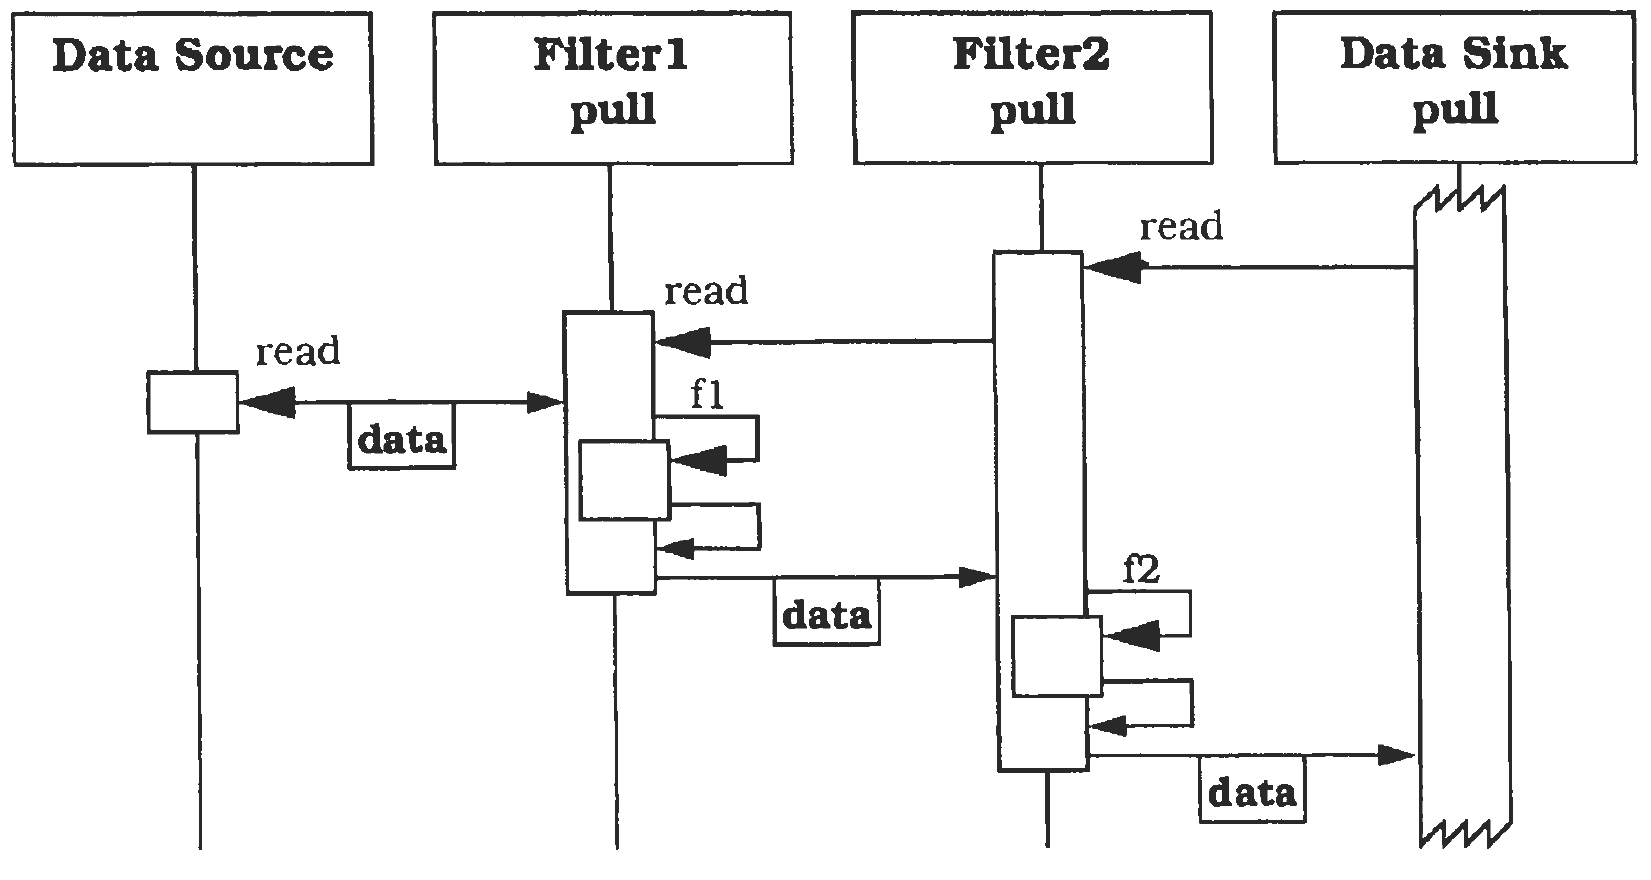 Data Source
Filter1
pull
Filter2
pull
Data Sink
pull
read
read
read
f1
data
f2
data
data